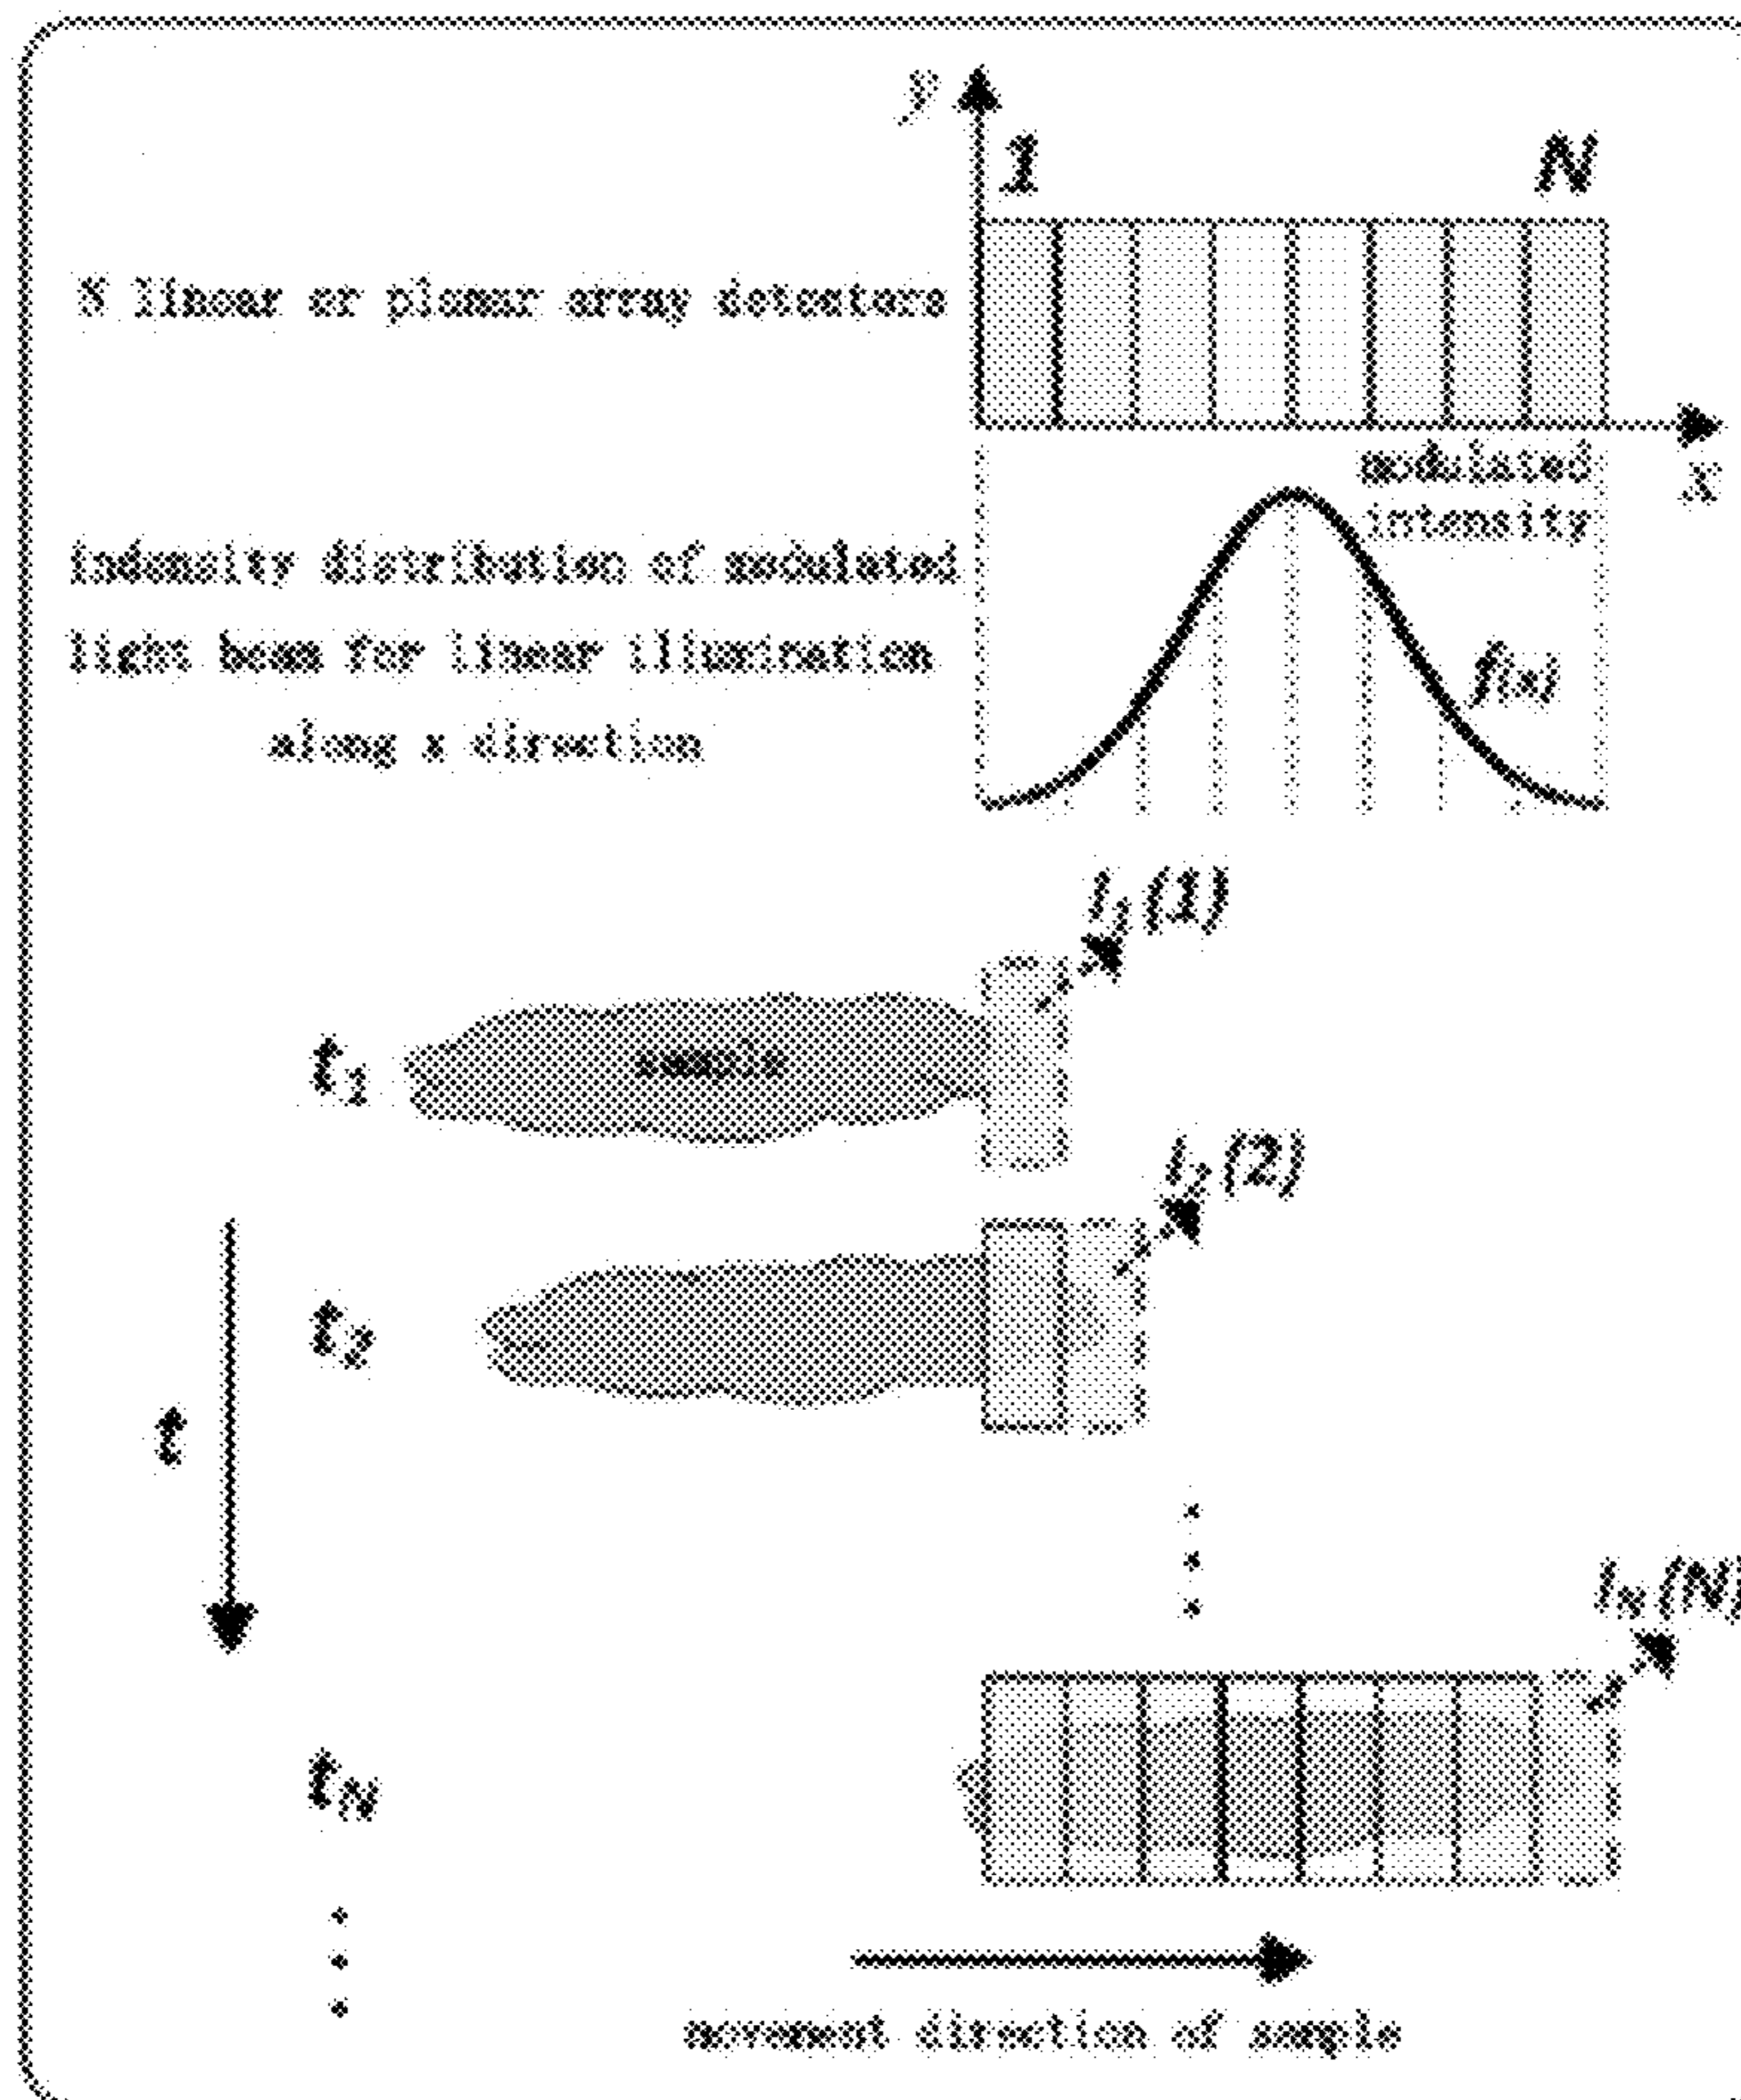 y
1 N
N linear or planar array detectors
x
modulated
intensity
indensity distribution of modulated
light beam for linear illumination
along x direction
f(x)
I1(1)
t1
sample
I2(2)
t2
t
IN(N)
tN
movement direction of sample